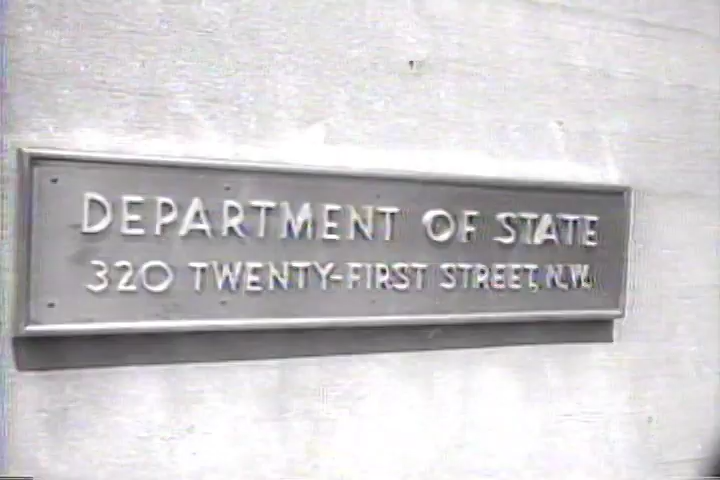 DEPARTMENT OF STATE
320 TWENTY-FIRST STREET, N.W.